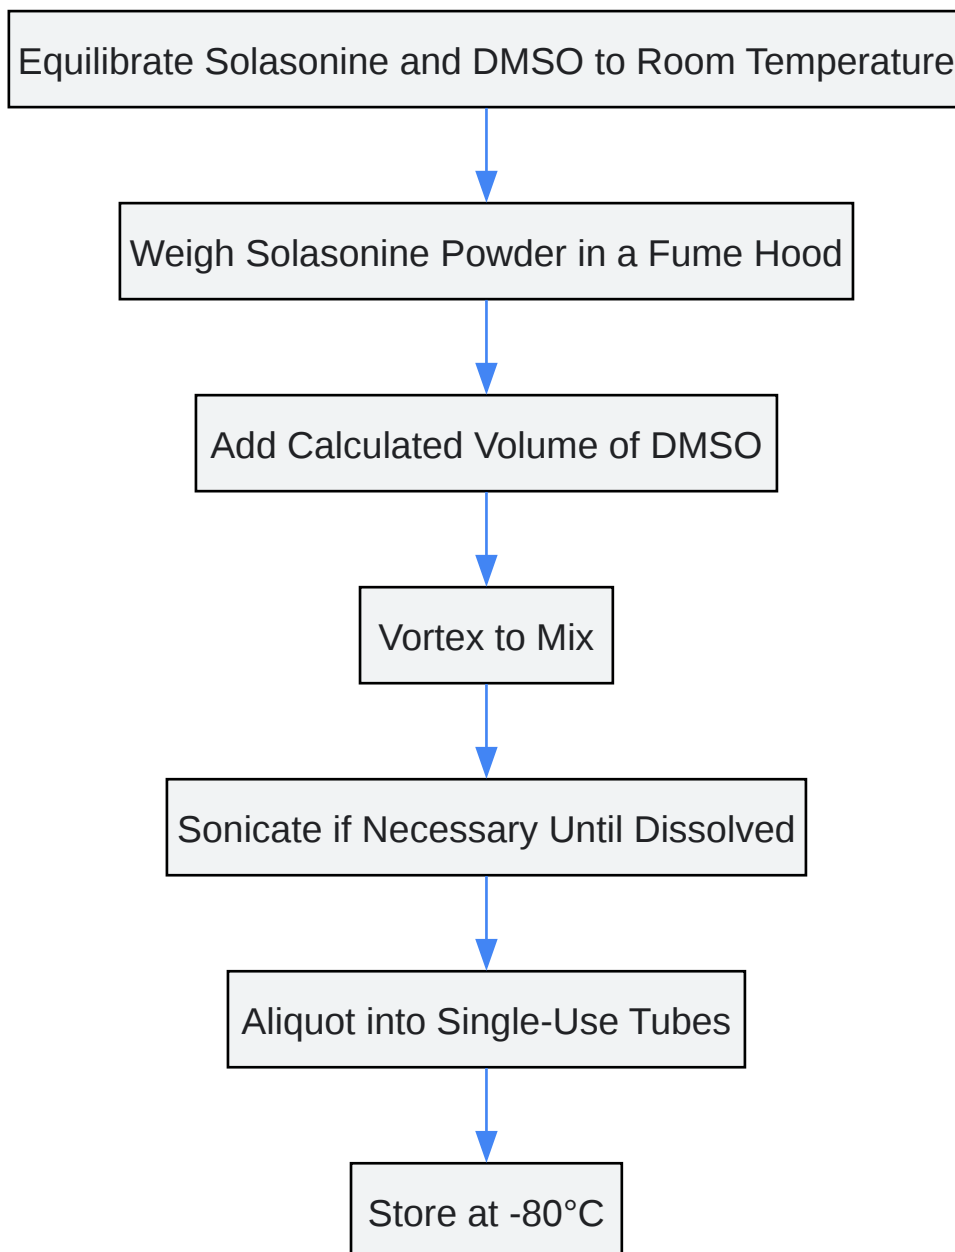 Equilibrate Solasonine and DMSO to Room Temperature
Weigh Solasonine Powder in a Fume Hood
Add Calculated Volume of DMSO
Vortex to Mix
Sonicate if Necessary Until Dissolved
Aliquot into Single-Use Tubes
Store at -80°C